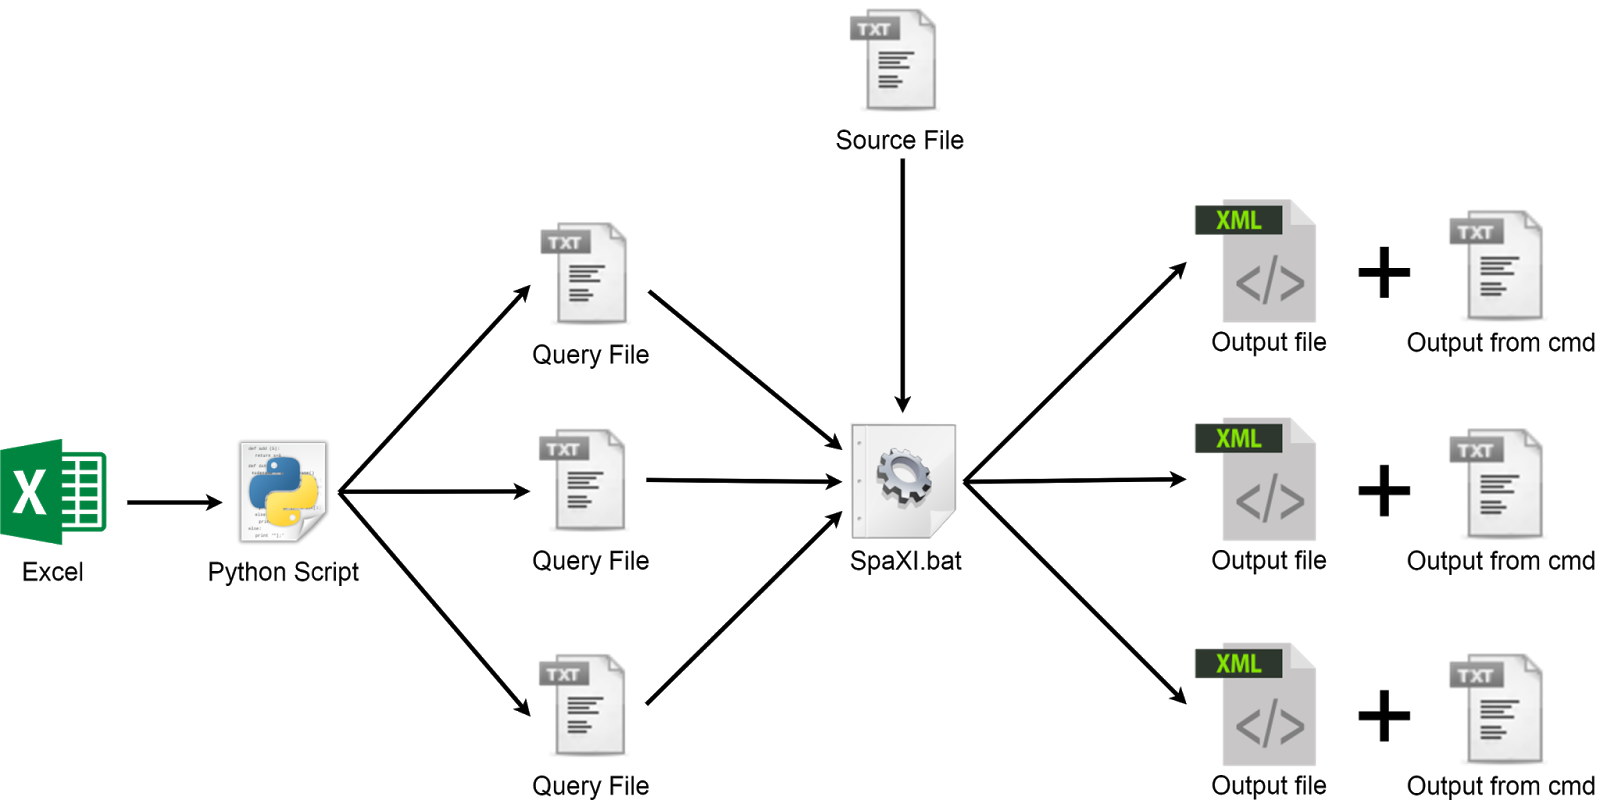 TXT
Source File
TXT
Query File
XML
</>
Output file
+
TXT
Output from cmd
X
Excel
Python Script
TXT
Query File
SpaXI.bat
XML
</>
Output file
+
TXT
Output from cmd
TXT
Query File
XML
</>
Output file
+
TXT
Output from cmd